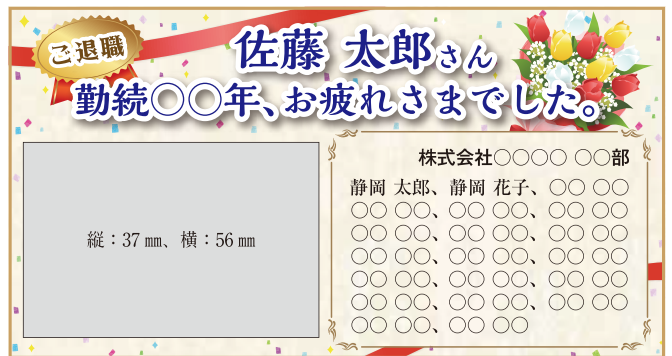 ご退職
佐藤 太郎さん
勤続〇〇年、お疲れさまでした。
縦：37㎜、横：56㎜
株式会社〇〇〇〇 〇〇部
静岡 太郎、静岡 花子、〇〇 〇〇
〇〇 〇〇、〇〇 〇〇、〇〇 〇〇
〇〇 〇〇、〇〇 〇〇、〇〇 〇〇
〇〇 〇〇、〇〇 〇〇、〇〇 〇〇
〇〇 〇〇、〇〇 〇〇、〇〇 〇〇
〇〇 〇〇、〇〇 〇〇、〇〇 〇〇
〇〇 〇〇、〇〇 〇〇